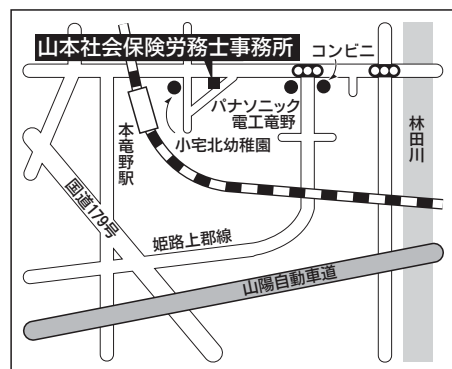 山本社会保険労務士事務所
コンビニ
パナソニック
電工竜野
小宅北幼稚園
本竜野駅
林田川
国道179号
姫路上郡線
山陽自動車道